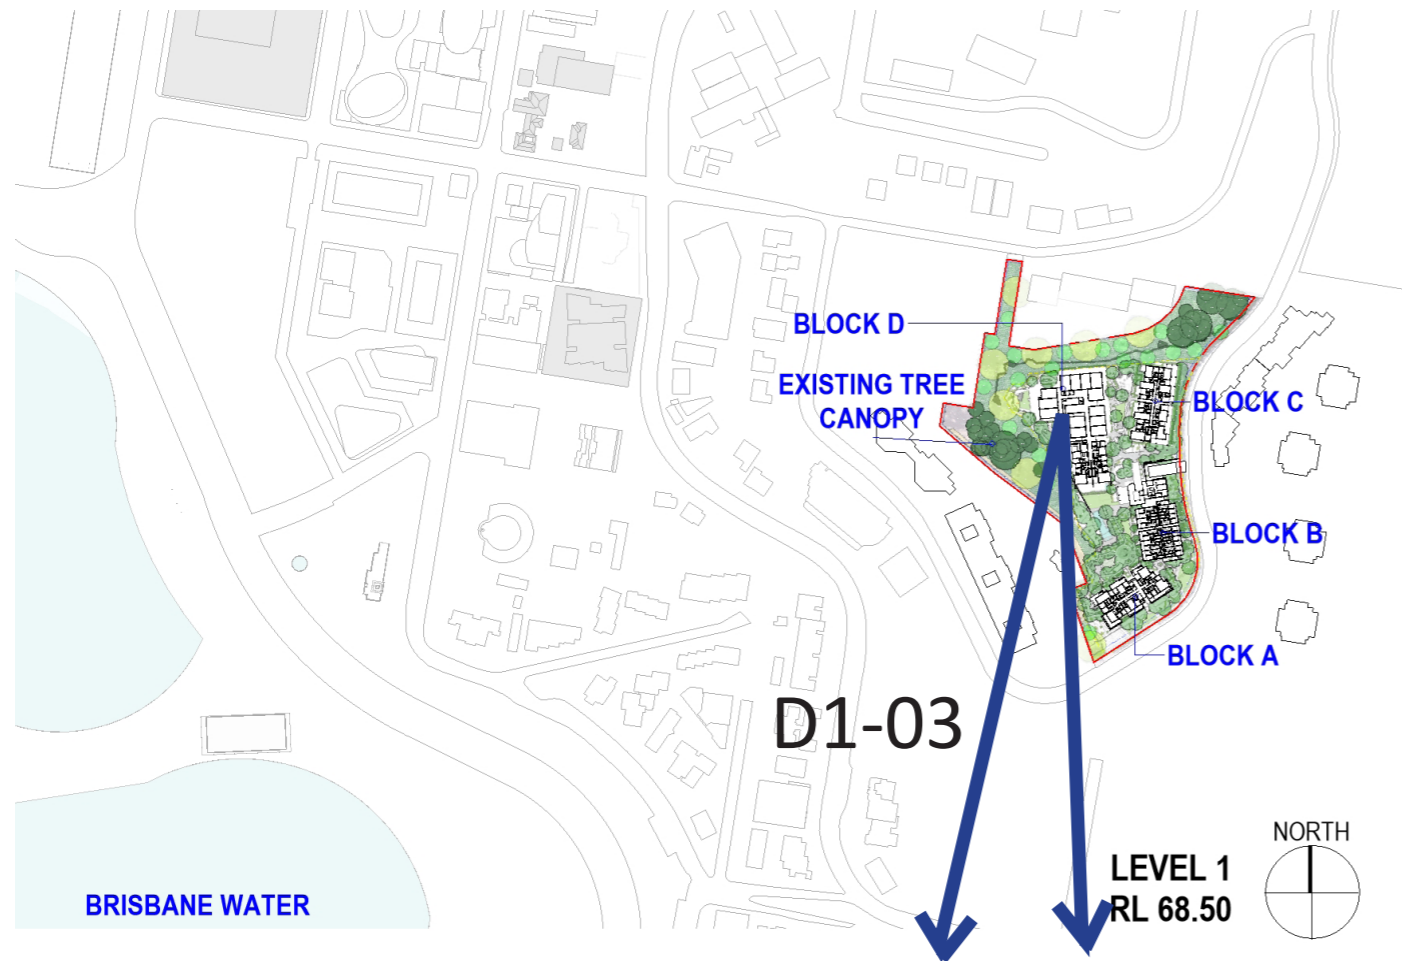 BLOCK D
EXISTING TREE
CANOPY
BLOCK C
BLOCK B
BLOCK A
D1-03
NORTH
LEVEL 1
RL 68.50
BRISBANE WATER